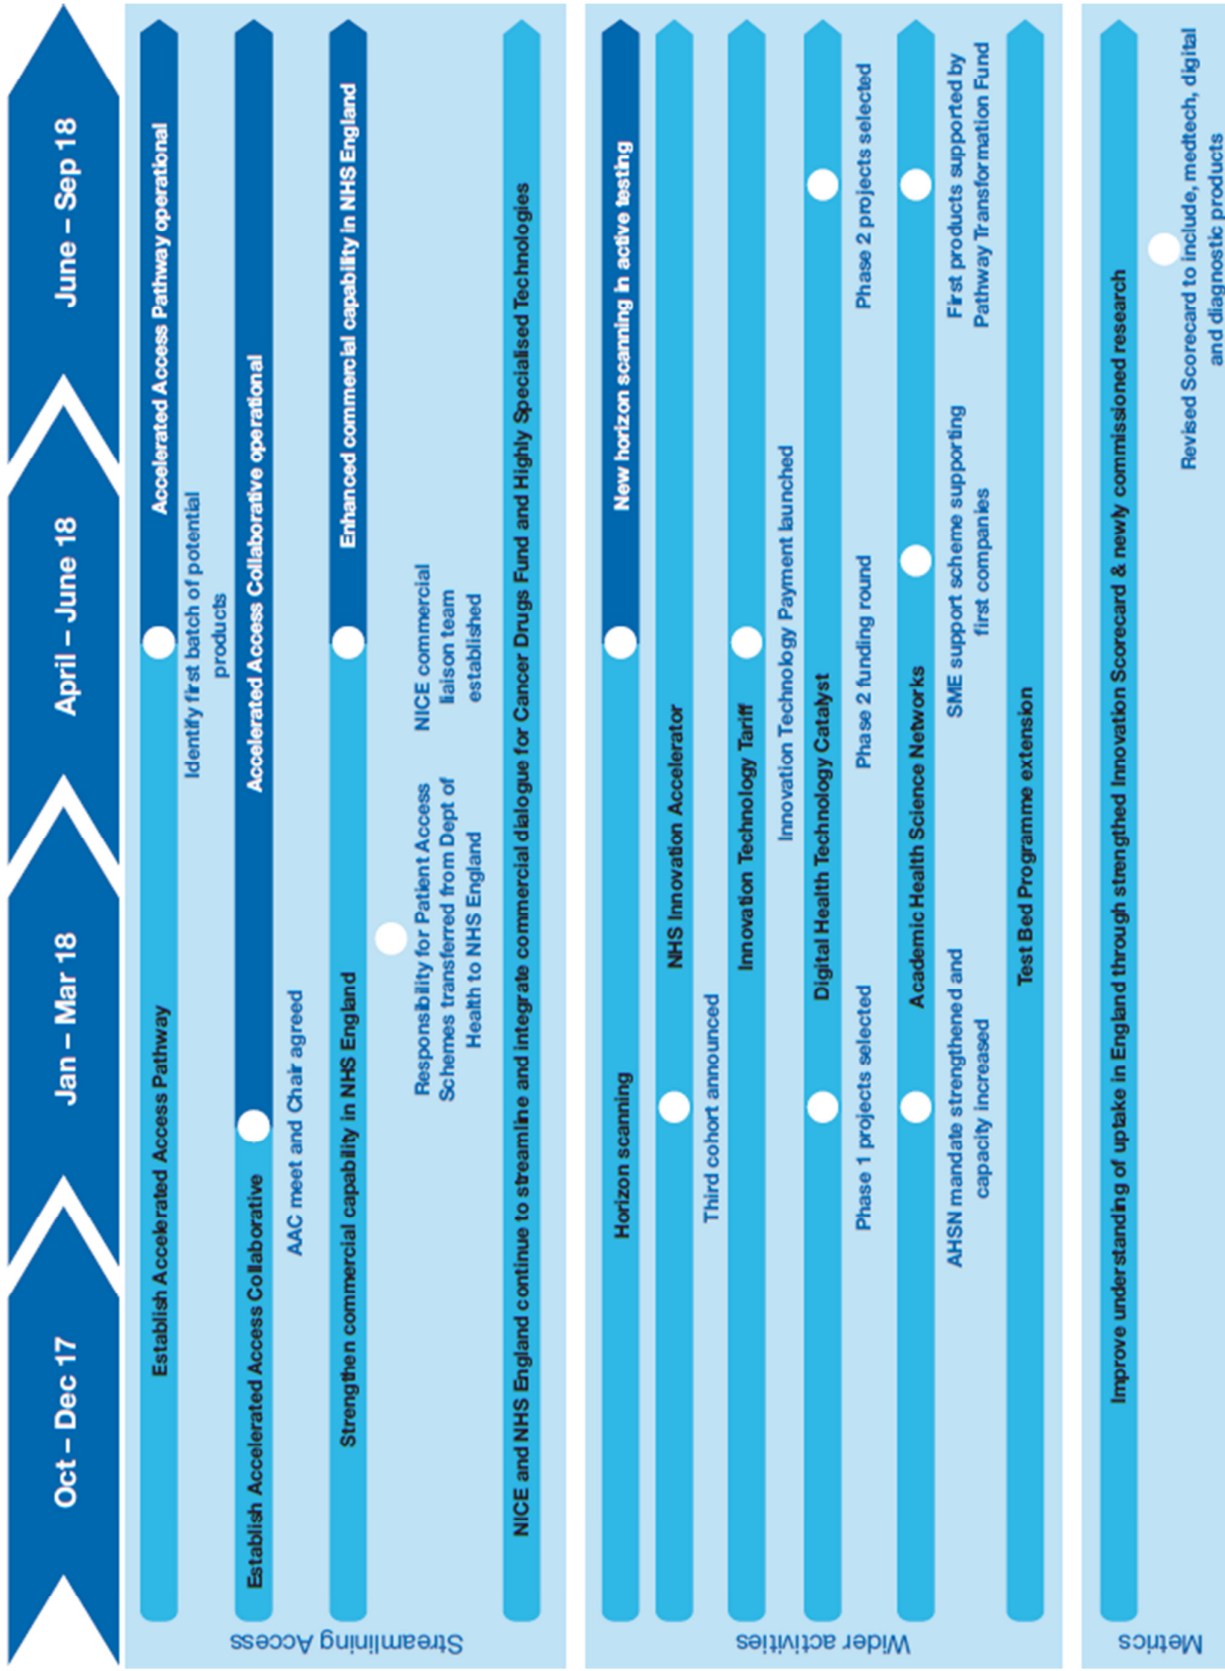 Oct – Dec 17
Jan – Mar 18
April – June 18
June – Sep 18
Streamlining Access
Establish Accelerated Access Pathway
Accelerated Access Pathway operational
Identify first batch of potential
products
Establish Accelerated Access Collaborative
Accelerated Access Collaborative operational
AAC meet and Chair agreed
Strengthen commercial capability in NHS England
Enhanced commercial capability in NHS England
Responsibility for Patient Access
Schemes transferred from Dept of
Health to NHS England
NICE commercial
liaison team
established
NICE and NHS England continue to streamline and integrate commercial dialogue for Cancer Drugs Fund and Highly Specialised Technologies
Wider activities
Horizon scanning
New horizon scanning in active testing
NHS Innovation Accelerator
Third cohort announced
Innovation Technology Tariff
Innovation Technology Payment launched
Digital Health Technology Catalyst
Phase 1 projects selected
Phase 2 funding round
Phase 2 projects selected
Academic Health Science Networks
AHSN mandate strengthened and
capacity increased
SME support scheme supporting
first companies
First products supported by
Pathway Transformation Fund
Test Bed Programme extension
Metrics
Improve understanding of uptake in England through strengthed Innovation Scorecard & newly commissioned research
Revised Scorecard to include, medtech, digital
and diagnostic products